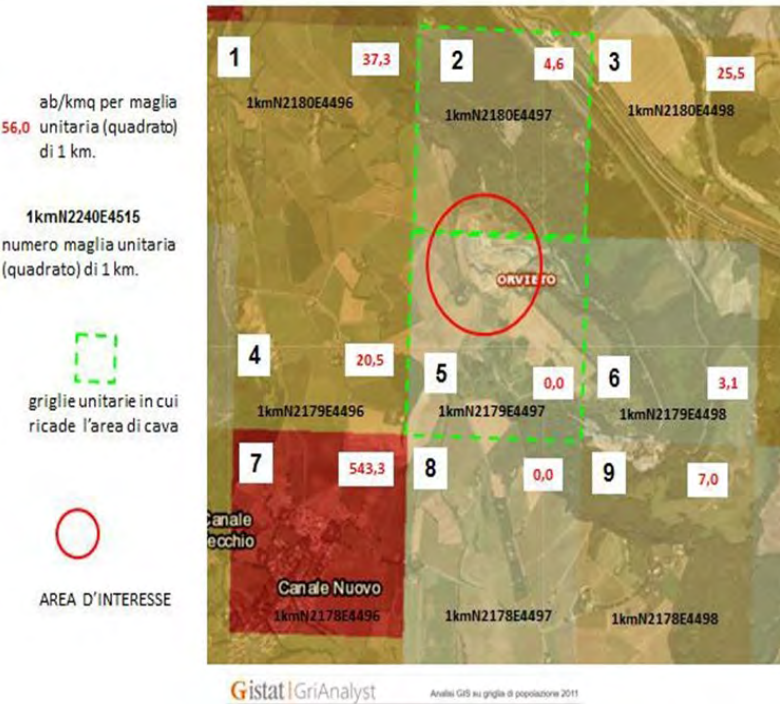 ab/kmq per maglia
56,0 unitaria (quadrato)
di 1 km.
1kmN2240E4515
numero maglia unitaria
(quadrato) di 1 km.
griglie unitarie in cui
ricade l'area di cava
AREA D'INTERESSE
1 37,3
1kmN2180E4496
2 4,6
1kmN2180E4497
3 25,5
1kmN2180E4498
ORVIETO
4 20,5
1kmN2179E4496
5 0,0
1kmN2179E4497
6 3,1
1kmN2179E4498
7 543,3
Canale
ecchio
Canale Nuovo
1kmN2178E4496
8 0,0
1kmN2178E4497
9 7,0
1kmN2178E4498
Gistat|GriAnalyst
Analisi GIS su griglia di popolazione 2011